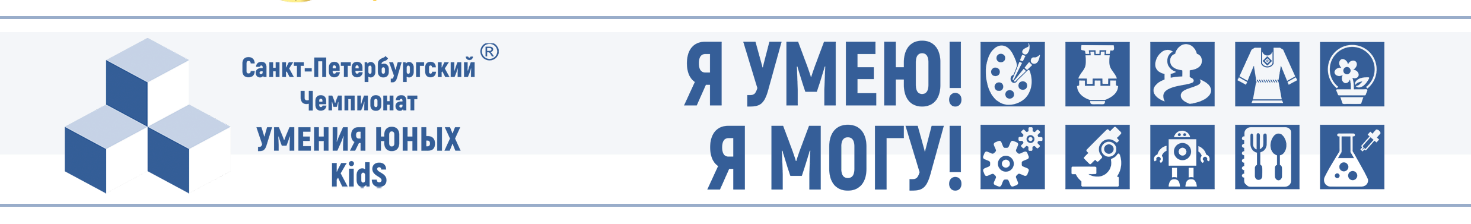 Санкт-Петербургский ®
Чемпионат
УМЕНИЯ ЮНЫХ
KidS
Я УМЕЮ!
Я МОГУ!